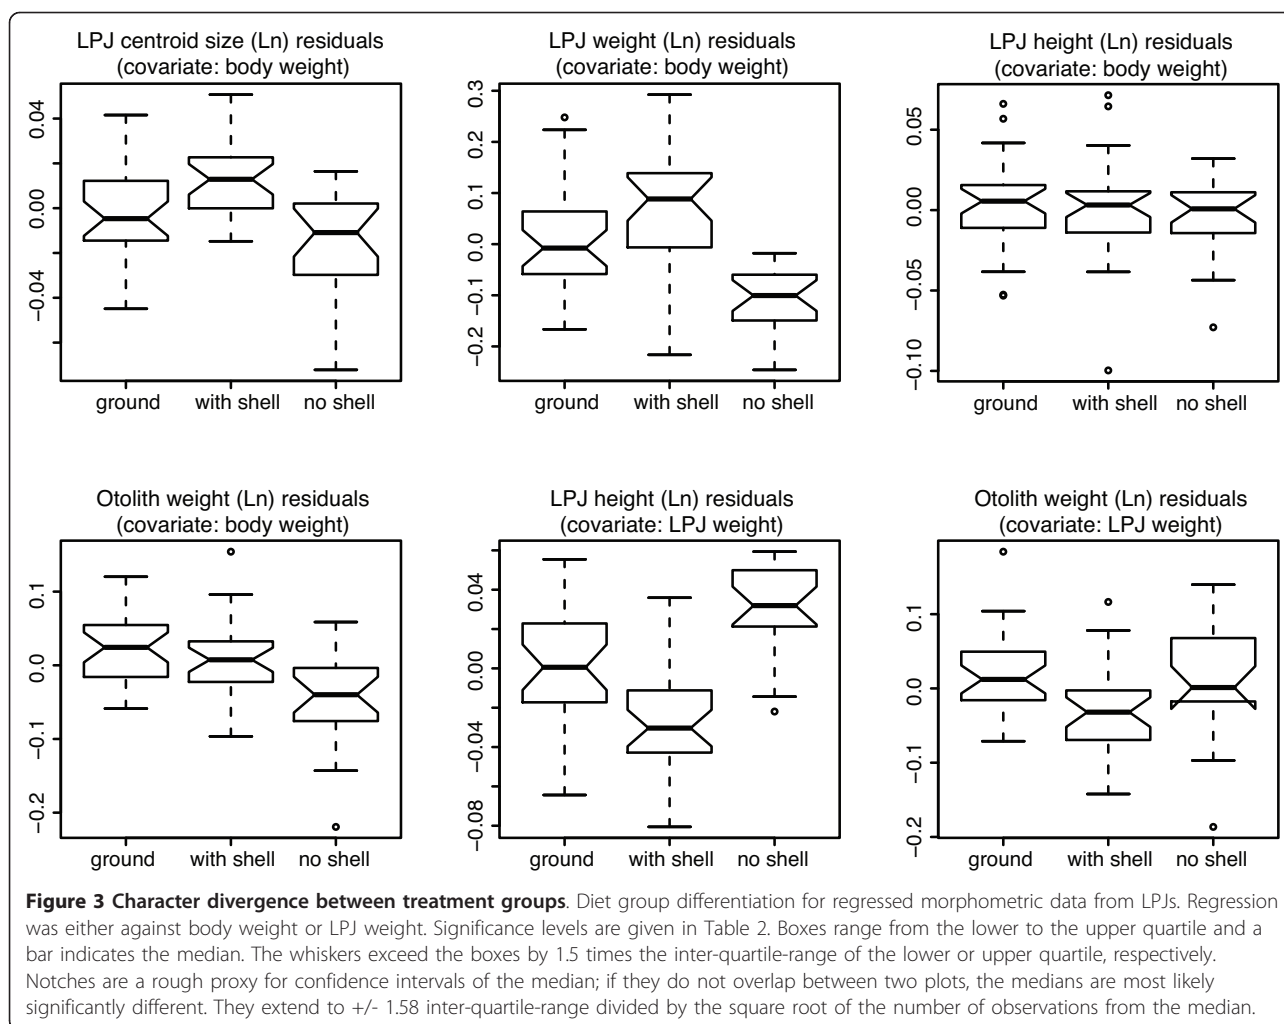 LPJ centroid size (Ln) residuals
(covariate: body weight)
0.04
0.00
−0.04
ground with shell no shell
LPJ weight (Ln) residuals
(covariate: body weight)
0.3
0.2
0.1
0.0
−0.1
−0.2
ground with shell no shell
LPJ height (Ln) residuals
(covariate: body weight)
0.05
0.00
−0.05
−0.10
ground with shell no shell
Otolith weight (Ln) residuals
(covariate: body weight)
0.1
0.0
−0.1
−0.2
ground with shell no shell
LPJ height (Ln) residuals
(covariate: LPJ weight)
0.04
0.00
−0.04
−0.08
ground with shell no shell
Otolith weight (Ln) residuals
(covariate: LPJ weight)
0.1
0.0
−0.1
−0.2
ground with shell no shell
Figure 3 Character divergence between treatment groups. Diet group differentiation for regressed morphometric data from LPJs. Regression
was either against body weight or LPJ weight. Significance levels are given in Table 2. Boxes range from the lower to the upper quartile and a
bar indicates the median. The whiskers exceed the boxes by 1.5 times the inter-quartile-range of the lower or upper quartile, respectively.
Notches are a rough proxy for confidence intervals of the median; if they do not overlap between two plots, the medians are most likely
significantly different. They extend to +/- 1.58 inter-quartile-range divided by the square root of the number of observations from the median.